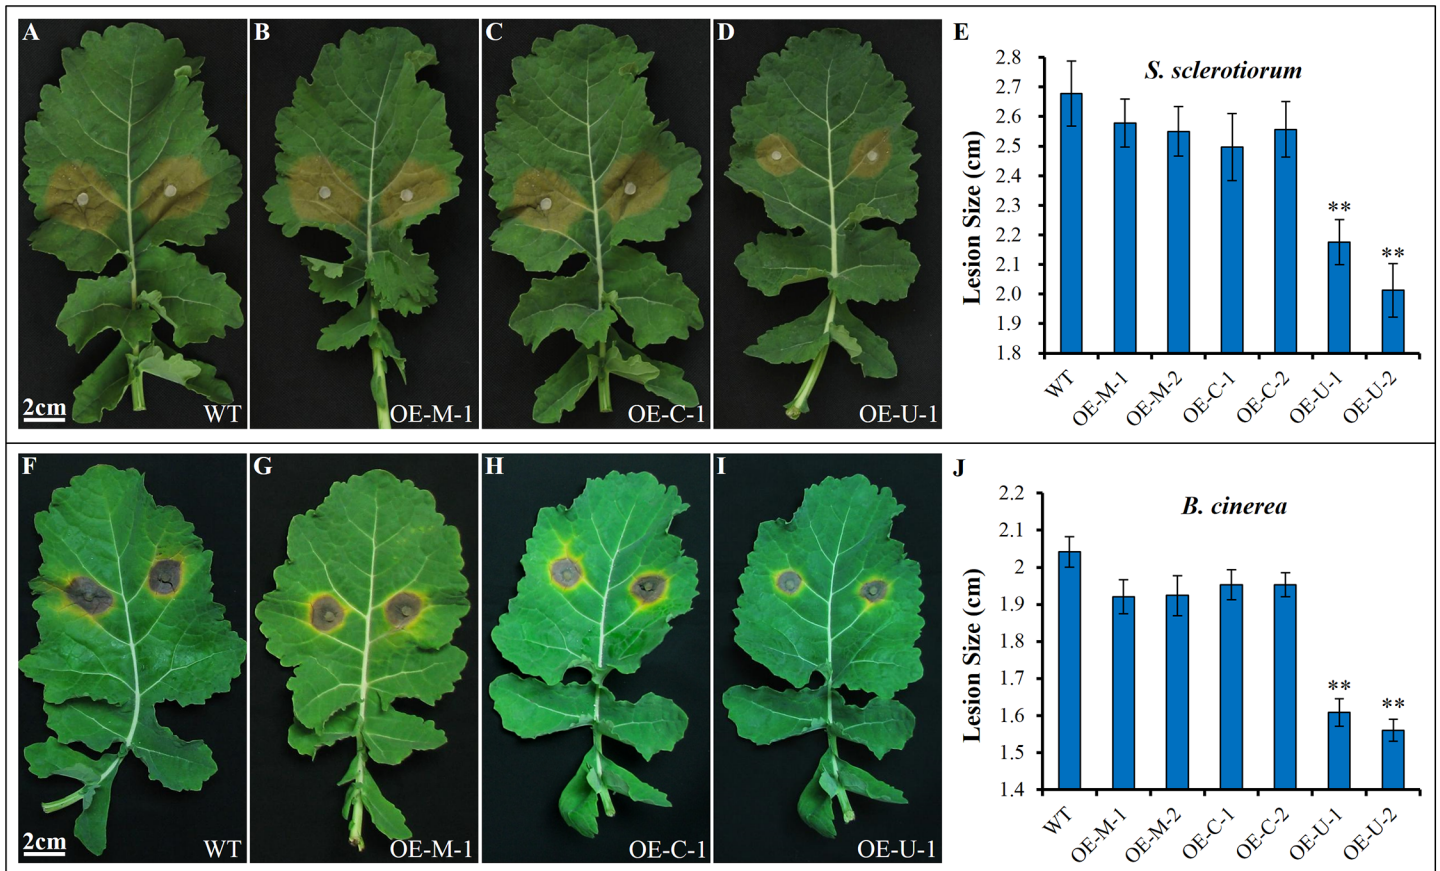 A
B
C
D
2cm
WT
OE-M-1
OE-C-1
OE-U-1
E
S. sclerotiorum
Lesion Size (cm)
2.8
2.7
2.6
2.5
2.4
2.3
2.2
2.1
2.0
1.9
1.8
**
**
WT
OE-M-1
OE-M-2
OE-C-1
OE-C-2
OE-U-1
OE-U-2
F
G
H
I
2cm
WT
OE-M-1
OE-C-1
OE-U-1
J
B. cinerea
Lesion Size (cm)
2.2
2.1
2
1.9
1.8
1.7
1.6
1.5
1.4
**
**
WT
OE-M-1
OE-M-2
OE-C-1
OE-C-2
OE-U-1
OE-U-2